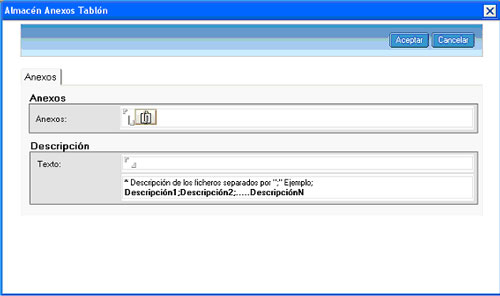 Almacén Anexos Tablón
Aceptar Cancelar
Anexos
Anexos
Anexos:
Descripción
Texto:
* Descripción de los ficheros separados por ";" Ejemplo;
Descripción1;Descripción2;.....DescripciónN